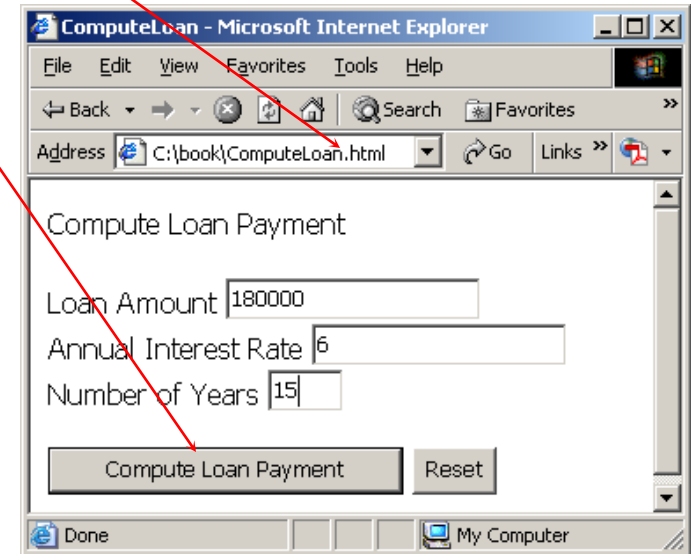 ComputeLoan - Microsoft Internet Explorer
File Edit View Favorites Tools Help
Back Search Favorites »
Address C:\book\ComputeLoan.html Go Links »
Compute Loan Payment
Loan Amount 180000
Annual Interest Rate 6
Number of Years 15
Compute Loan Payment Reset
Done My Computer